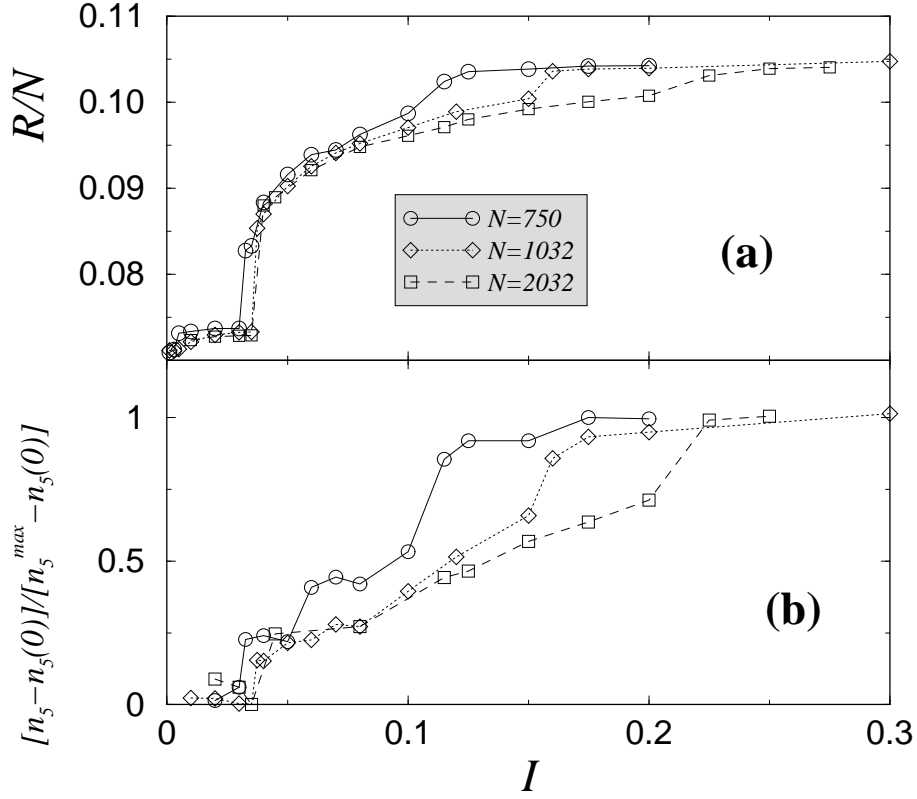 0.11
0.10
0.09
0.08
R/N
N=750
N=1032
N=2032
(a)
1
0.5
0
[n₅−n₅(0)]/[n₅ᵐᵃˣ−n₅(0)]
(b)
0 0.1 0.2 0.3
I